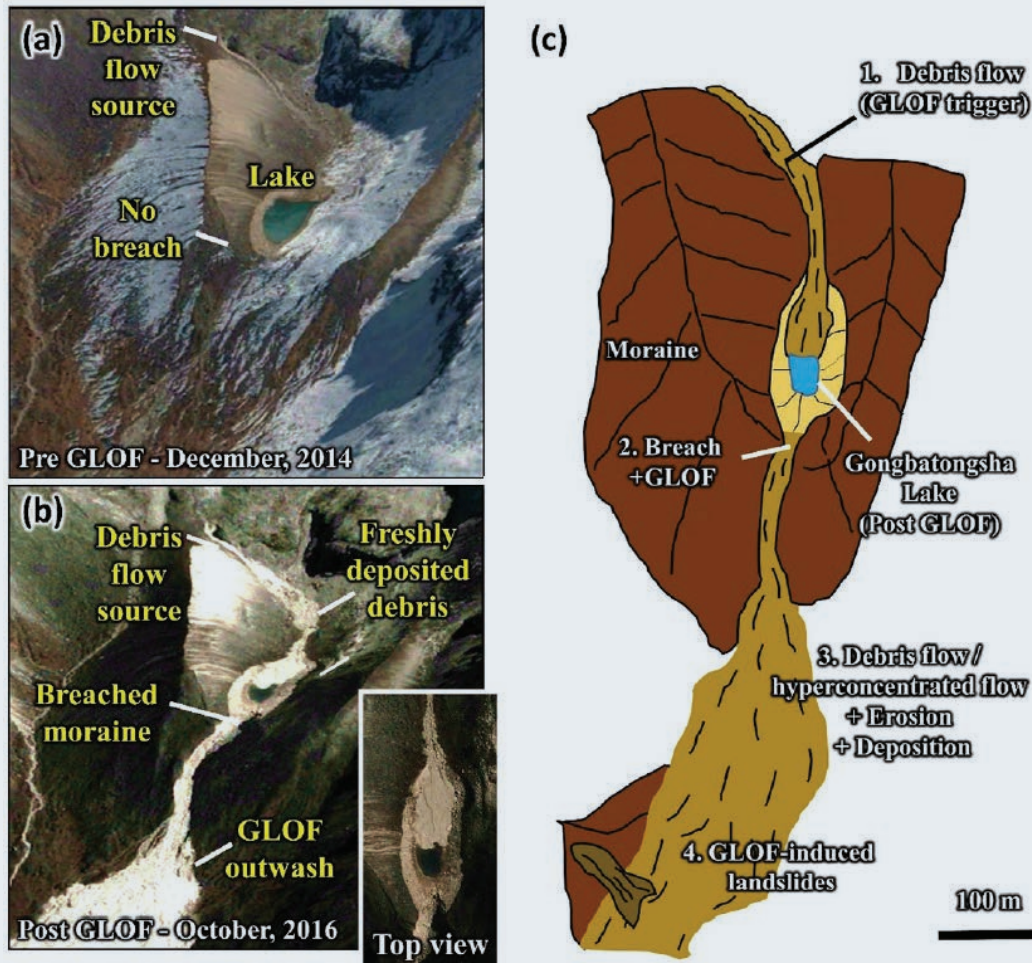 (a)
Debris
flow
source
Lake
No
breach
Pre GLOF - December, 2014
(b)
Debris
flow
source
Freshly
deposited
debris
Breached
moraine
GLOF
outwash
Post GLOF - October, 2016
Top view
(c)
1. Debris flow
(GLOF trigger)
Moraine
2. Breach
+GLOF
Gongbatongsha
Lake
(Post GLOF)
3. Debris flow /
hyperconcentrated flow
+ Erosion
+ Deposition
4. GLOF-induced
landslides
100 m